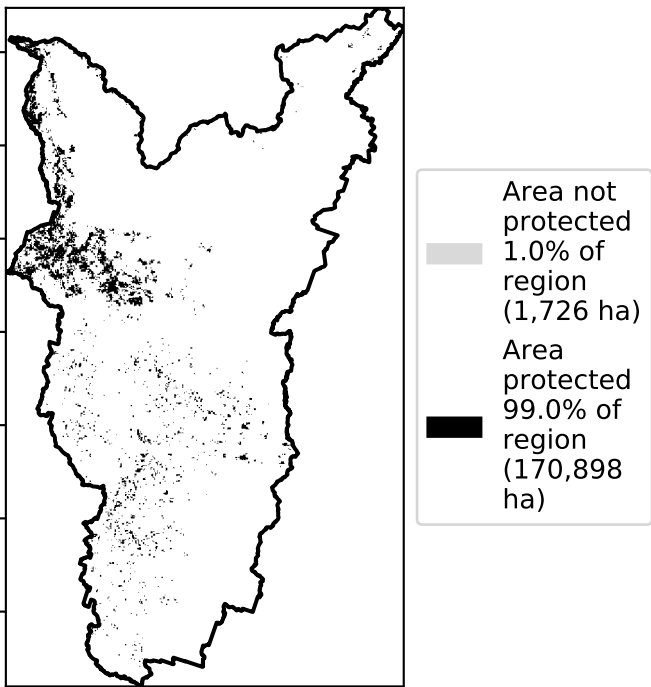 Area not
protected
1.0% of
region
(1,726 ha)
Area
protected
99.0% of
region
(170,898
ha)